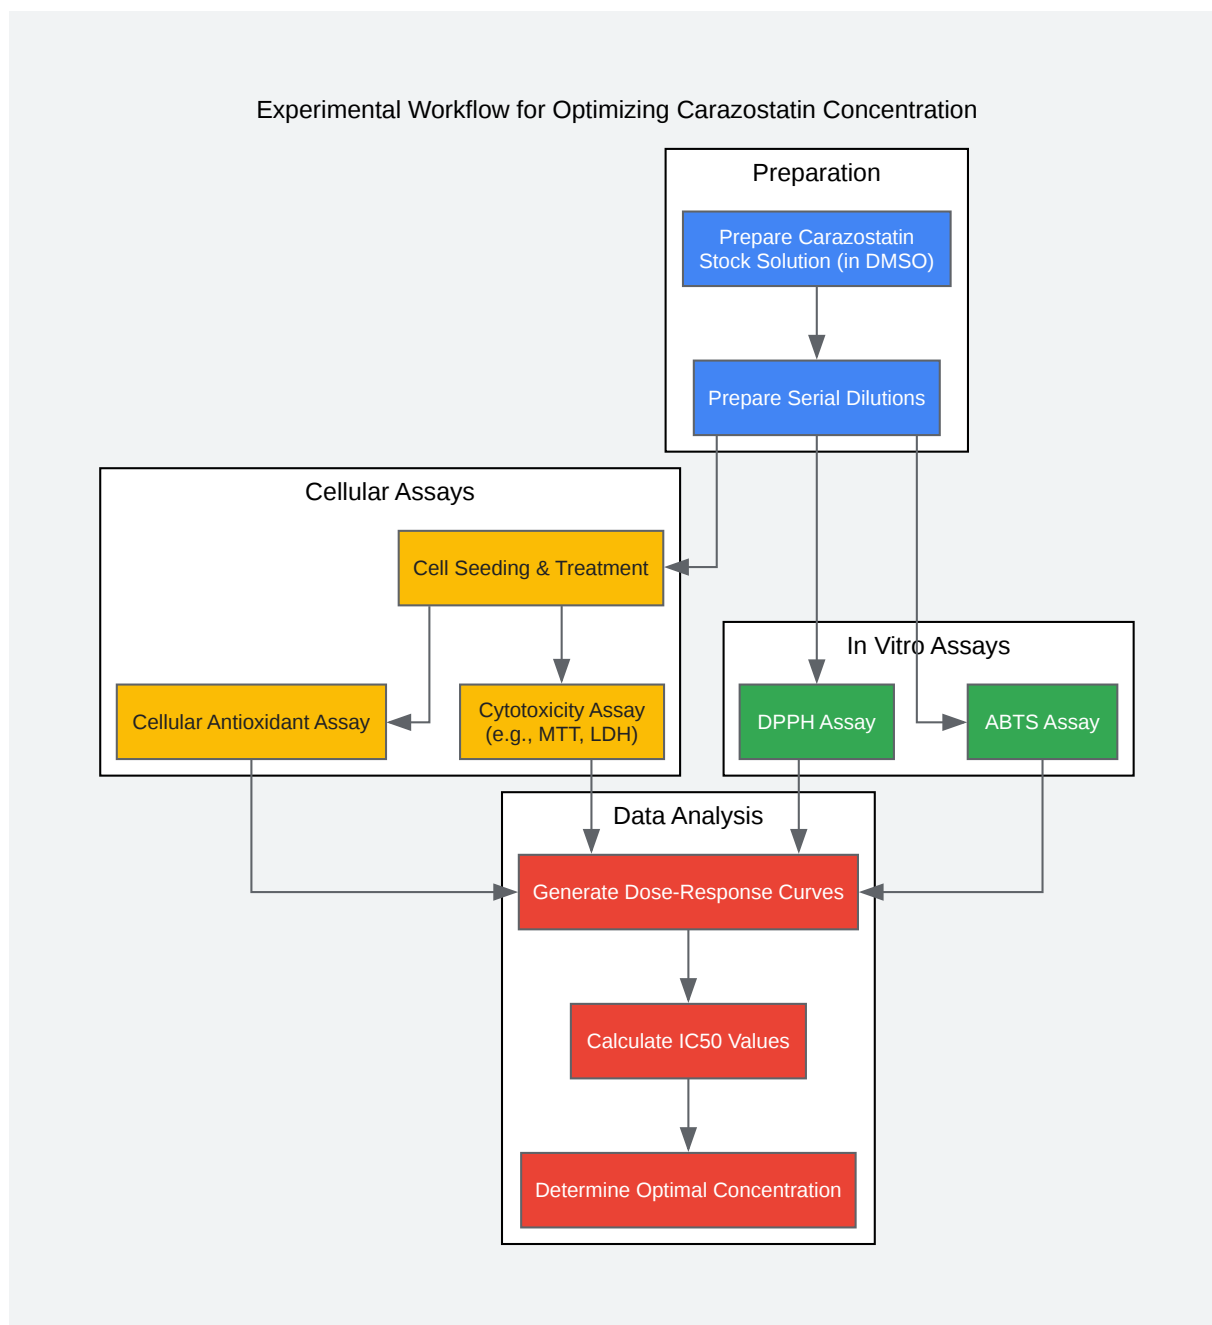 Experimental Workflow for Optimizing Carazostatin Concentration
Preparation
Prepare Carazostatin
Stock Solution (in DMSO)
Prepare Serial Dilutions
Cellular Assays
Cell Seeding & Treatment
Cellular Antioxidant Assay
Cytotoxicity Assay
(e.g., MTT, LDH)
In Vitro Assays
DPPH Assay
ABTS Assay
Data Analysis
Generate Dose-Response Curves
Calculate IC50 Values
Determine Optimal Concentration